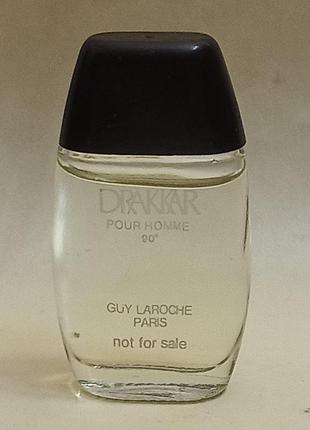 DRAKKAR
POUR HOMME
90°
GUY LAROCHE
PARIS
not for sale